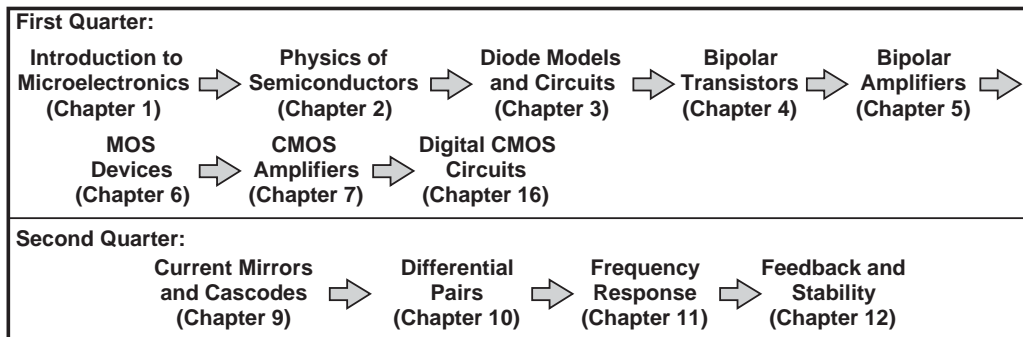 First Quarter:
Introduction to
Microelectronics
(Chapter 1)
Physics of
Semiconductors
(Chapter 2)
Diode Models
and Circuits
(Chapter 3)
Bipolar
Transistors
(Chapter 4)
Bipolar
Amplifiers
(Chapter 5)
MOS
Devices
(Chapter 6)
CMOS
Amplifiers
(Chapter 7)
Digital CMOS
Circuits
(Chapter 16)
Second Quarter:
Current Mirrors
and Cascodes
(Chapter 9)
Differential
Pairs
(Chapter 10)
Frequency
Response
(Chapter 11)
Feedback and
Stability
(Chapter 12)